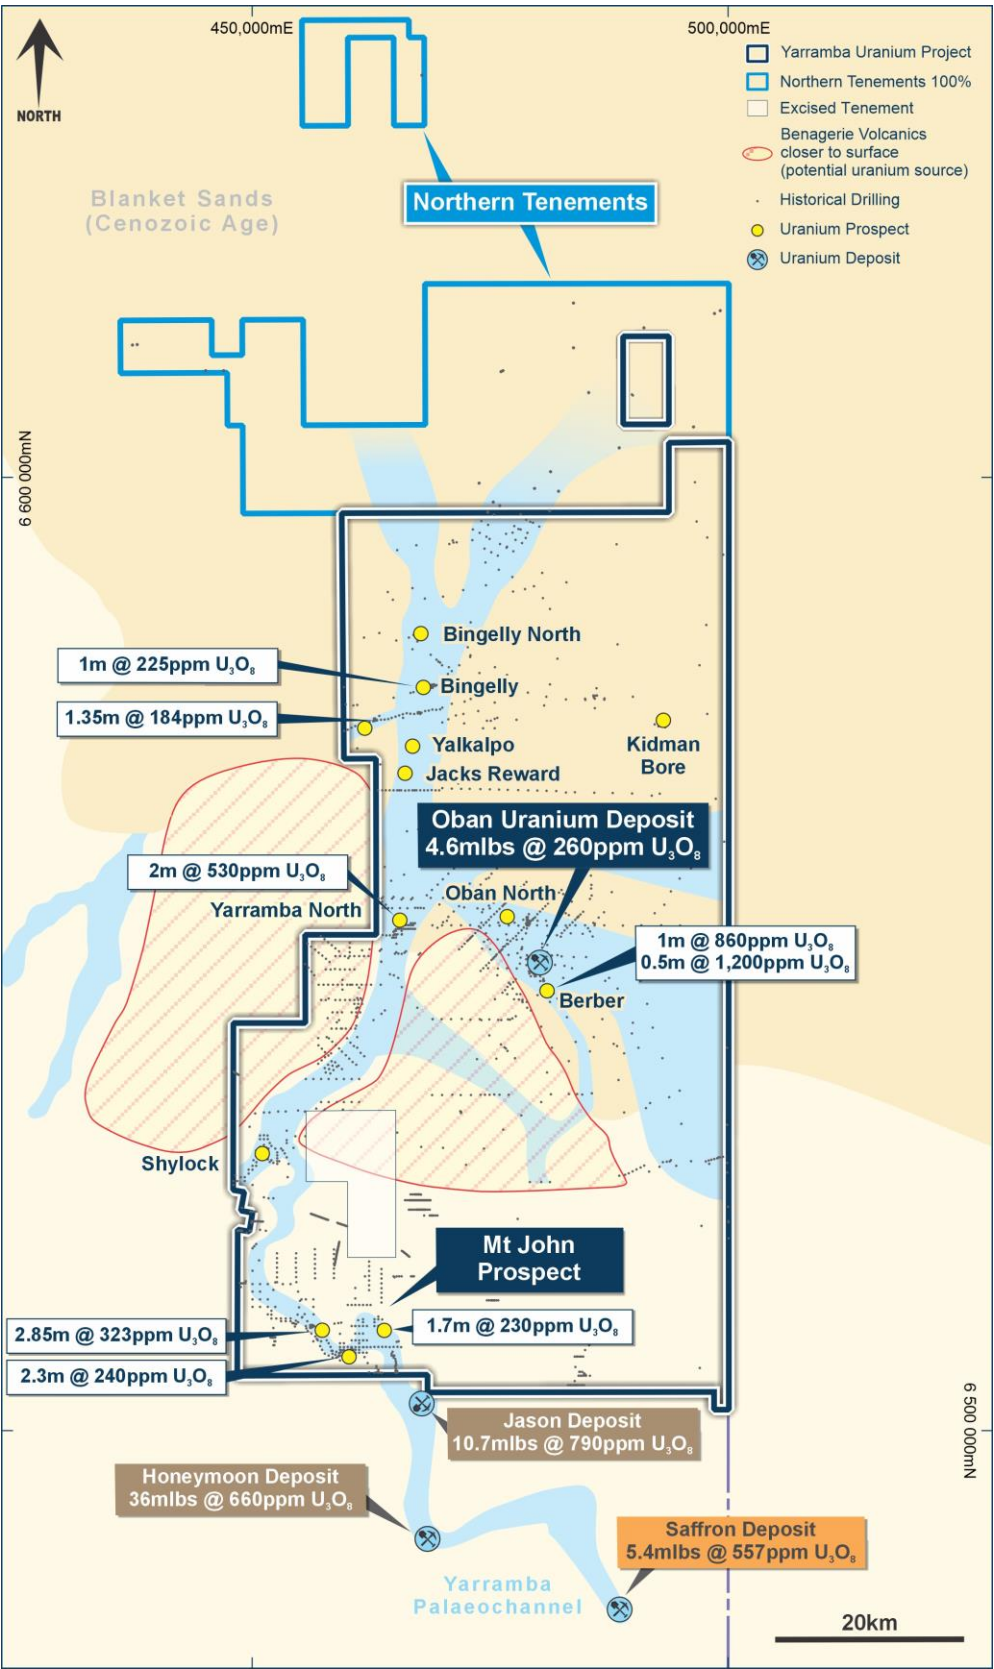 450,000mE
500,000mE
NORTH
Yarramba Uranium Project
Northern Tenements 100%
Excised Tenement
Benagerie Volcanics
closer to surface
(potential uranium source)
Historical Drilling
Uranium Prospect
Uranium Deposit
Blanket Sands
(Cenozoic Age)
Northern Tenements
6 600 000mN
Bingelly North
1m @ 225ppm U₃O₈
Bingelly
1.35m @ 184ppm U₃O₈
Yalkalpo
Kidman
Bore
Jacks Reward
Oban Uranium Deposit
4.6mlbs @ 260ppm U₃O₈
2m @ 530ppm U₃O₈
Oban North
Yarramba North
1m @ 860ppm U₃O₈
0.5m @ 1,200ppm U₃O₈
Berber
Shylock
Mt John
Prospect
2.85m @ 323ppm U₃O₈
1.7m @ 230ppm U₃O₈
2.3m @ 240ppm U₃O₈
6 500 000mN
Jason Deposit
10.7mlbs @ 790ppm U₃O₈
Honeymoon Deposit
36mlbs @ 660ppm U₃O₈
Saffron Deposit
5.4mlbs @ 557ppm U₃O₈
Yarramba
Palaeochannel
20km